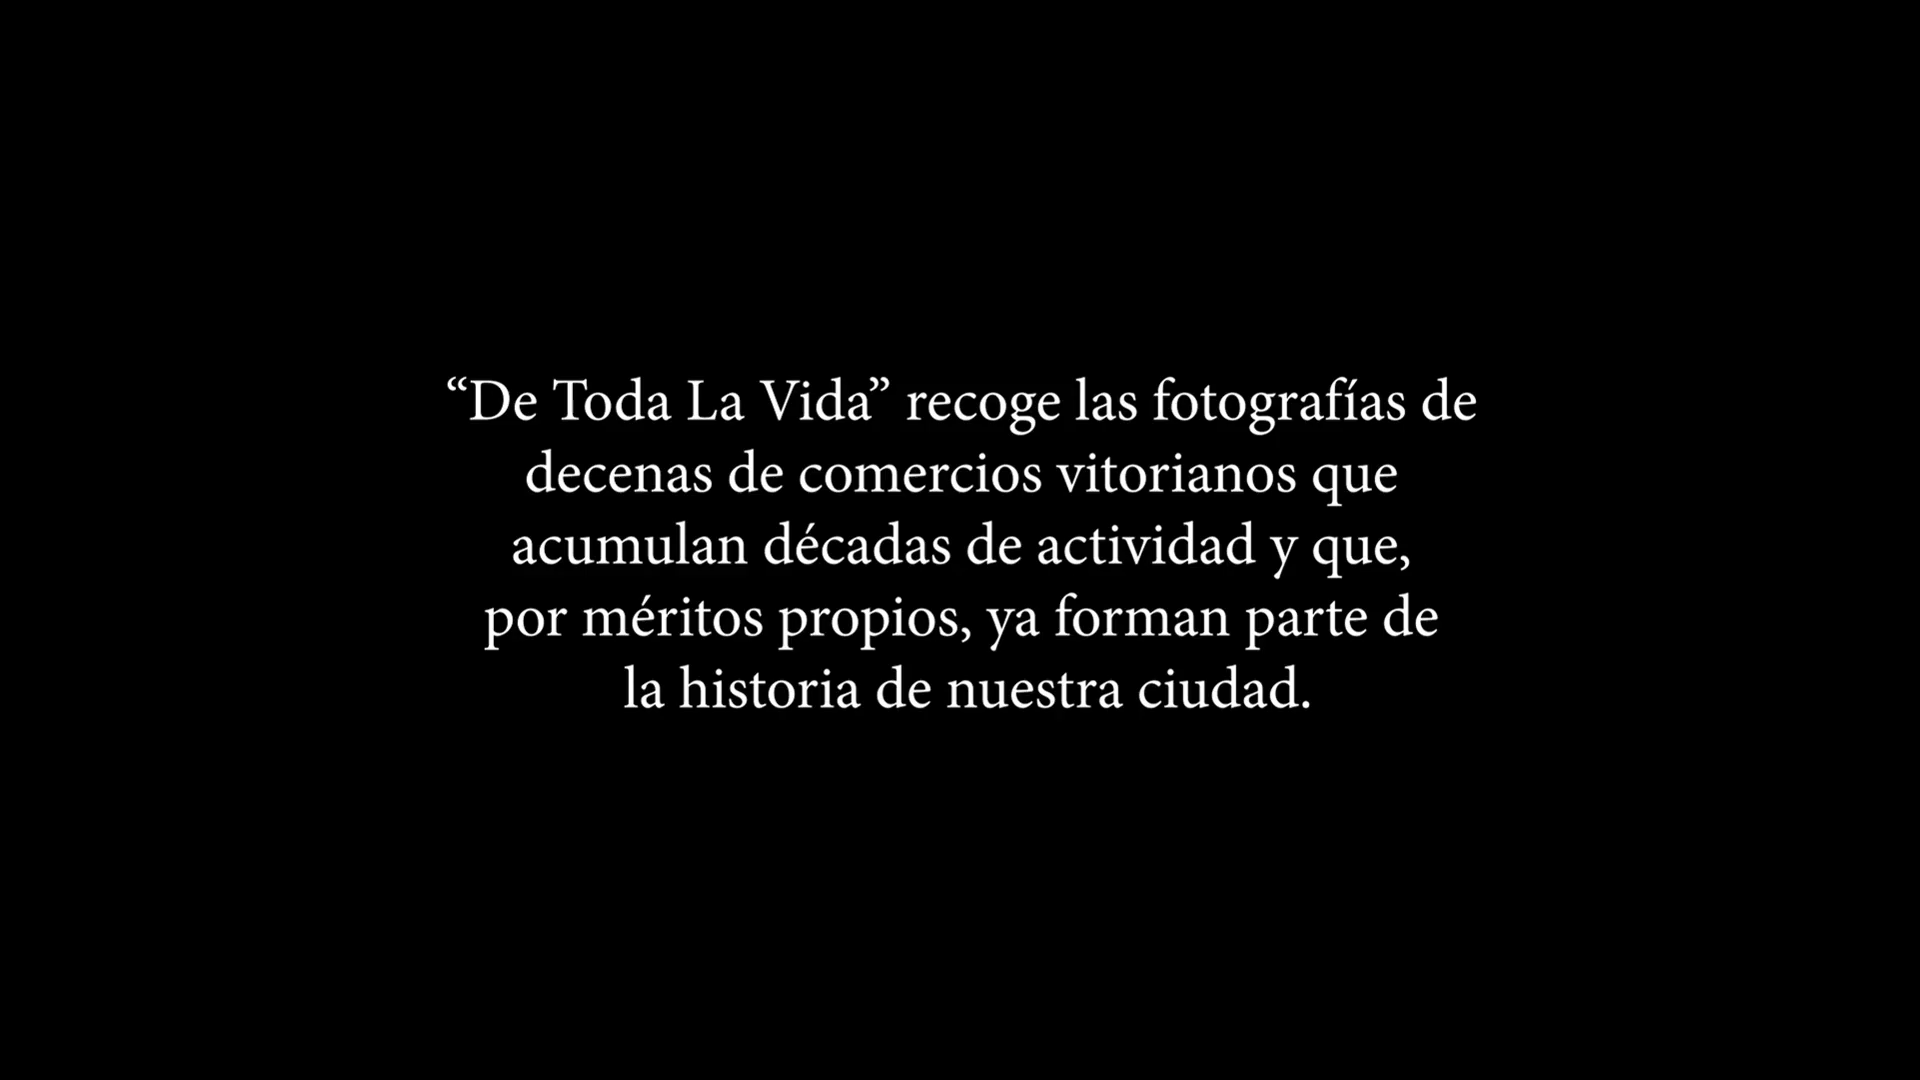 “De Toda La Vida” recoge las fotografías de
decenas de comercios vitorianos que
acumulan décadas de actividad y que,
por méritos propios, ya forman parte de
la historia de nuestra ciudad.